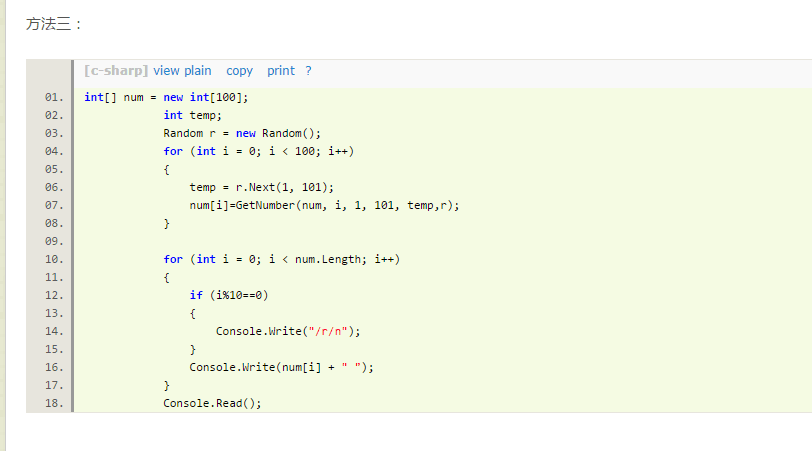 方法三：
[c-sharp] view plain copy print ?
01. int[] num = new int[100];
02. int temp;
03. Random r = new Random();
04. for (int i = 0; i < 100; i++)
05. {
06. temp = r.Next(1, 101);
07. num[i]=GetNumber(num, i, 1, 101, temp,r);
08. }
09.
10. for (int i = 0; i < num.Length; i++)
11. {
12. if (i%10==0)
13. {
14. Console.Write("/r/n");
15. }
16. Console.Write(num[i] + " ");
17. }
18. Console.Read();